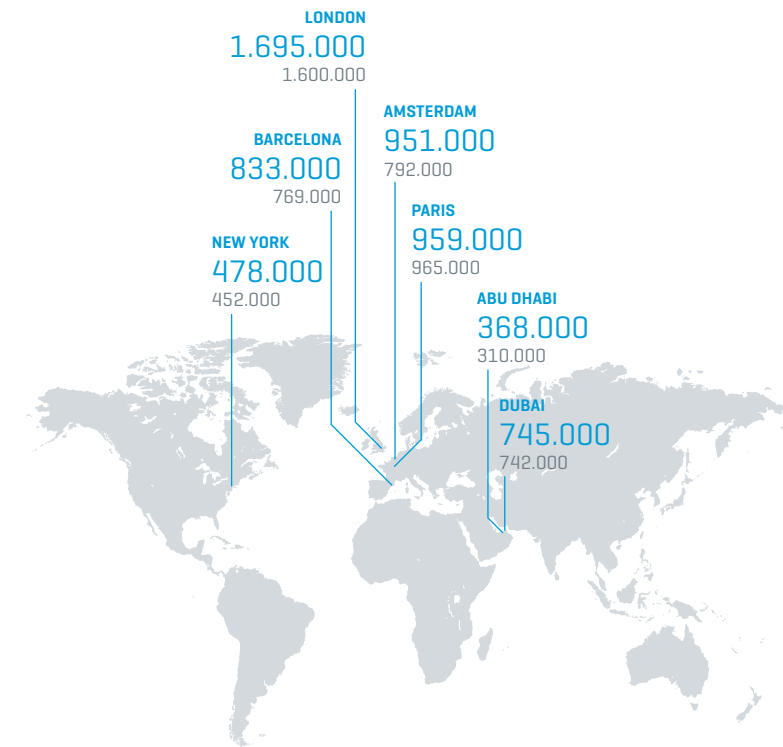 LONDON
1.695.000
1.600.000
AMSTERDAM
951.000
792.000
BARCELONA
833.000
769.000
PARIS
959.000
965.000
NEW YORK
478.000
452.000
ABU DHABI
368.000
310.000
DUBAI
745.000
742.000